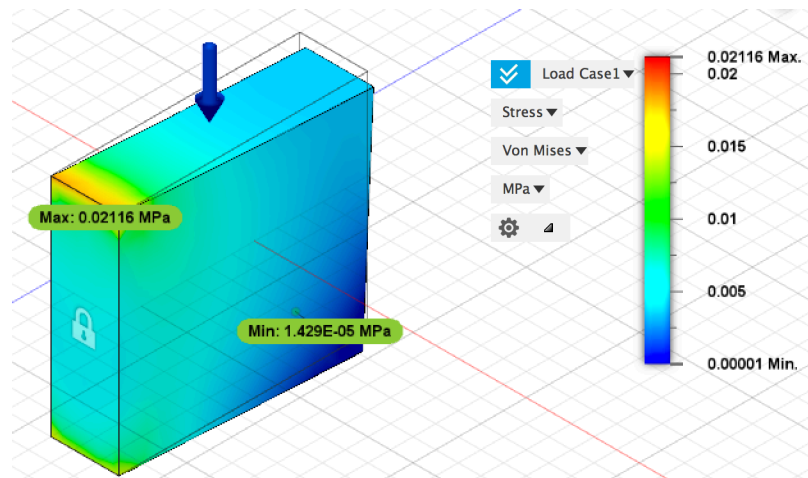 Load Case1
Stress
Von Mises
MPa
0.02116 Max.
0.02
0.015
0.01
0.005
0.00001 Min.
Max: 0.02116 MPa
Min: 1.429E-05 MPa